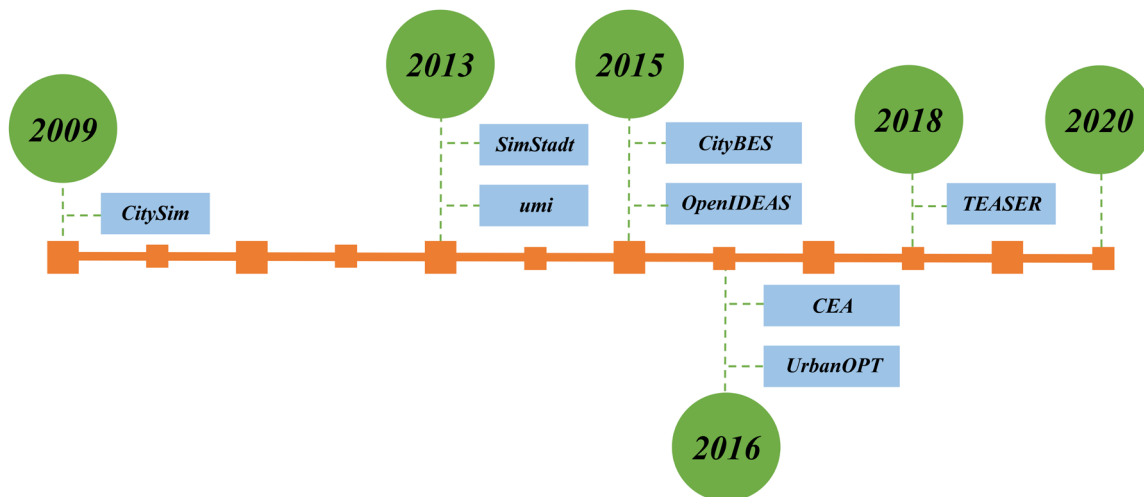 2009
CitySim
2013
SimStadt
umi
2015
CityBES
OpenIDEAS
CEA
UrbanOPT
2016
2018
TEASER
2020